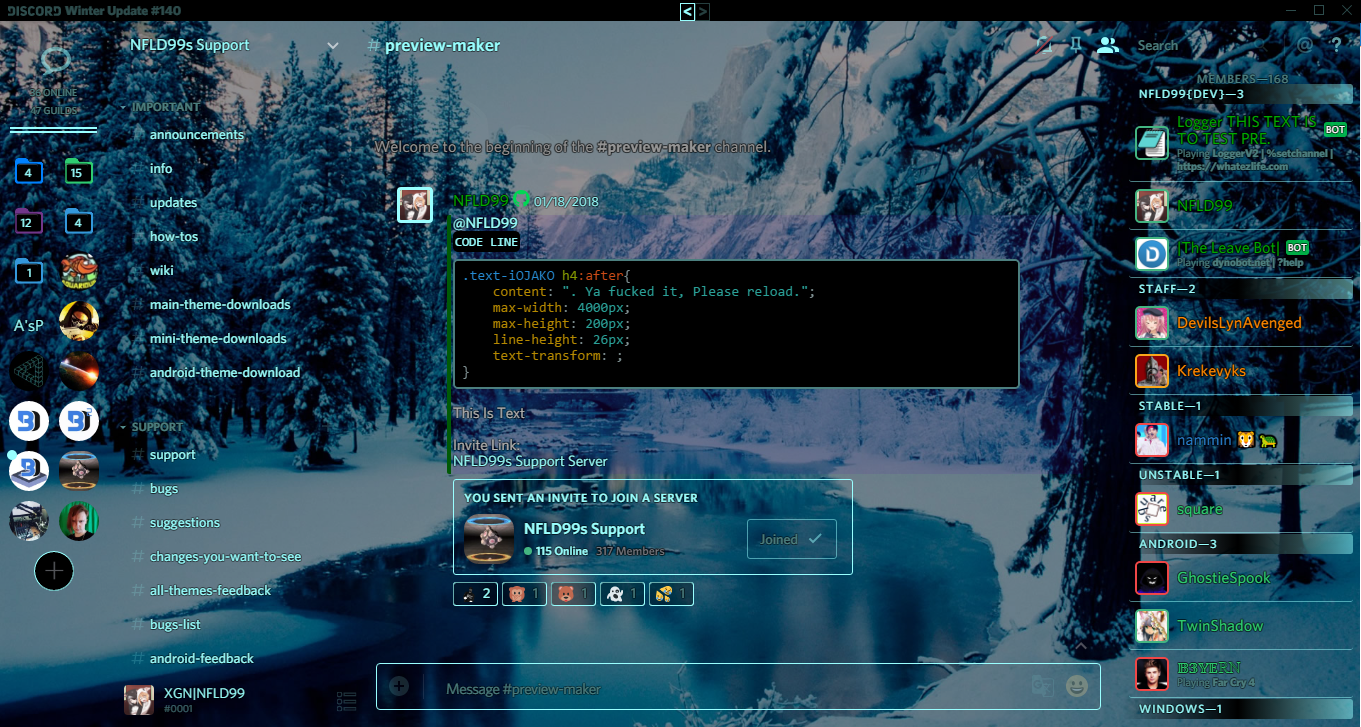 DISCORD Winter Update #140
< >
NFLD99s Support
# preview-maker
Search
@ ?
38 ONLINE
47 GUILDS
4
15
12
4
1
A'sP
IMPORTANT
# announcements
# info
# updates
# how-tos
# wiki
# main-theme-downloads
# mini-theme-downloads
# android-theme-download
SUPPORT
# support
# bugs
# suggestions
# changes-you-want-to-see
# all-themes-feedback
# bugs-list
# android-feedback
XGN|NFLD99
#0001
Welcome to the beginning of the #preview-maker channel.
NFLD99 01/18/2018
@NFLD99
CODE LINE
.text-iOJAKO h4:after{
content: ". Ya fucked it, Please reload.";
max-width: 4000px;
max-height: 200px;
line-height: 26px;
text-transform: ;
}
This Is Text
Invite Link:
NFLD99s Support Server
YOU SENT AN INVITE TO JOIN A SERVER
NFLD99s Support
115 Online 317 Members
Joined
2 1 1 1 1
Message #preview-maker
MEMBERS—168
NFLD99{DEV}—3
Logger THIS TEXT IS
TO TEST PRE.
BOT
Playing LoggerV2 | %setchannel |
https://whatezlife.com
NFLD99
|The Leave Bot| BOT
Playing dynobot.net | ?help
STAFF—2
DevilsLynAvenged
Krekevyks
STABLE—1
nammin
UNSTABLE—1
square
ANDROID—3
GhostieSpook
TwinShadow
B3YERN
Playing Far Cry 4
WINDOWS—1